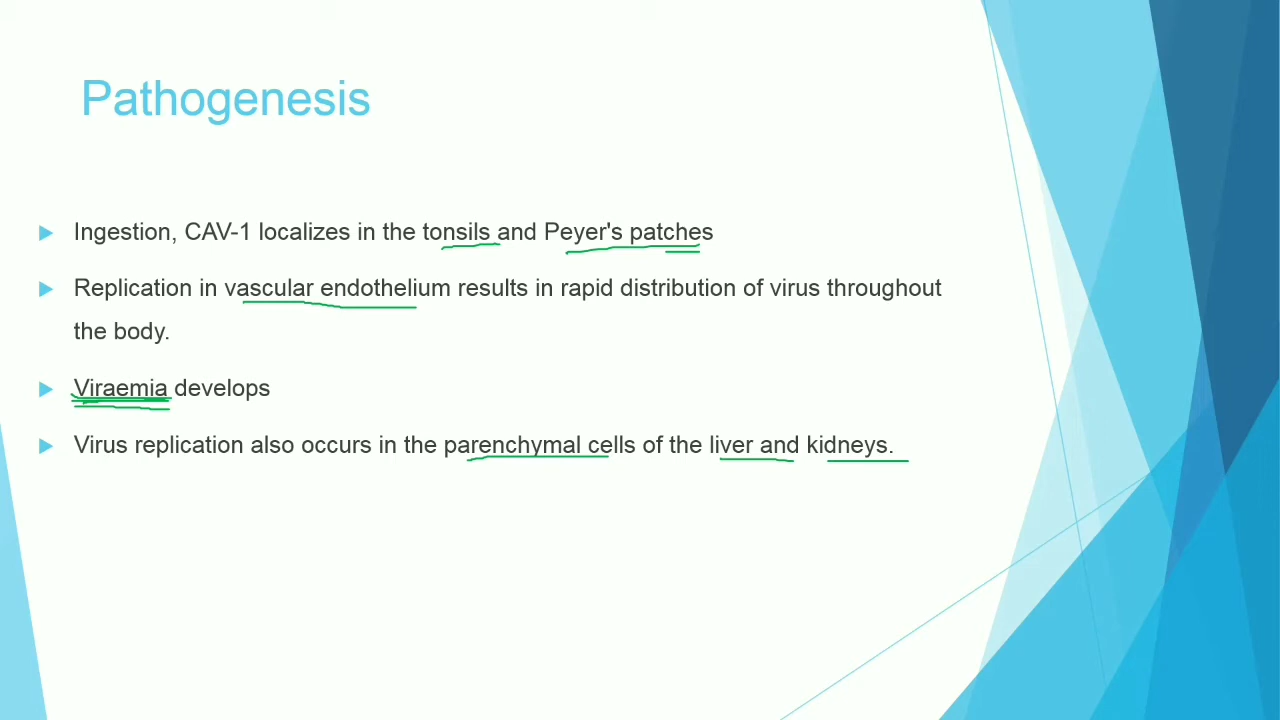 Pathogenesis
Ingestion, CAV-1 localizes in the tonsils and Peyer's patches
Replication in vascular endothelium results in rapid distribution of virus throughout
the body.
Viraemia develops
Virus replication also occurs in the parenchymal cells of the liver and kidneys.